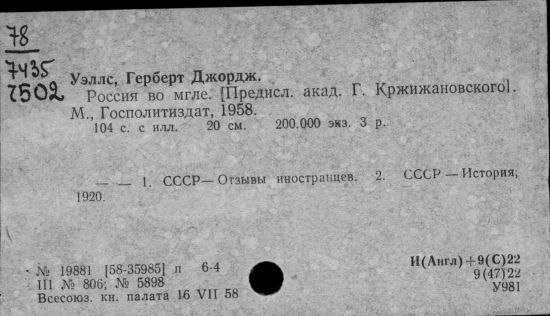 78
7435
7502
Уэллс, Герберт Джордж.
Россия во мгле. [Предисл. акад. Г. Кржижановского].
М., Госполитиздат, 1958.
104 с. с илл. 20 см. 200.000 экз. 3 р.
— — 1. СССР—Отзывы иностранцев. 2. СССР—История,
1920.
№ 19881 [58-35985] п 6-4
III № 806; № 5898
Всесоюз. кн. палата 16 VII 58
И(Англ)+9(С)22
9(47)22
У981